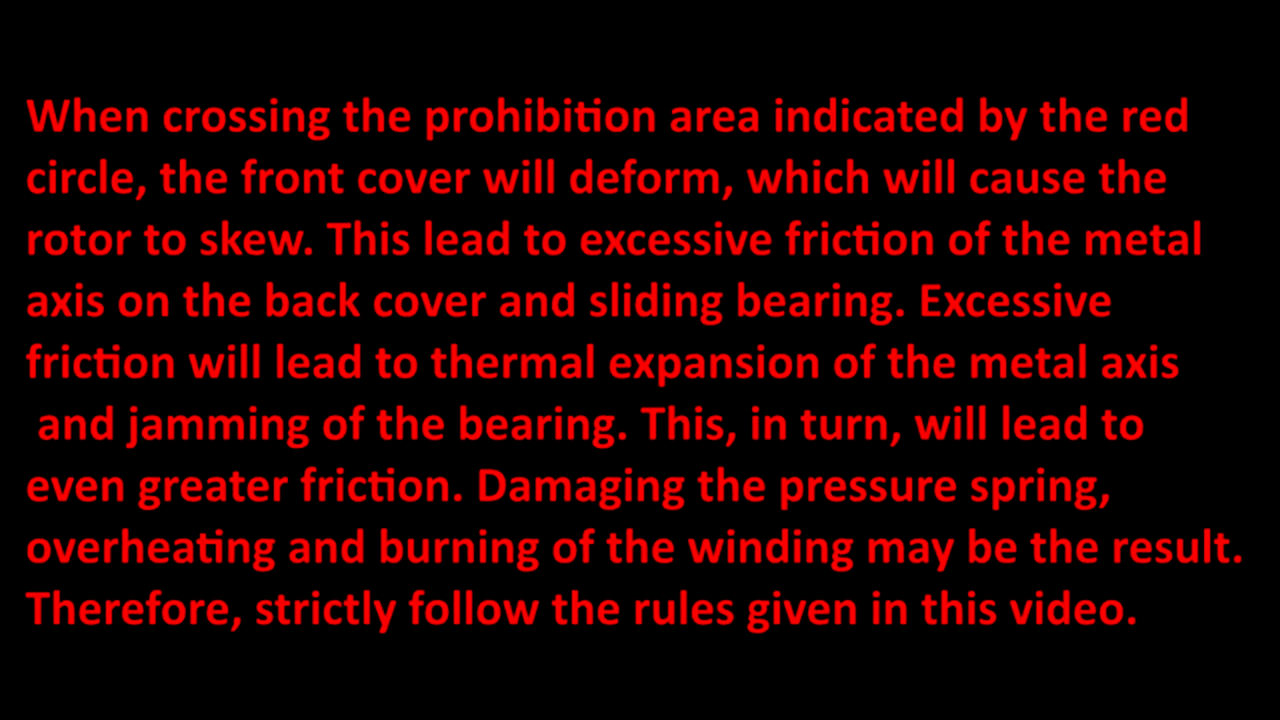 When crossing the prohibition area indicated by the red
circle, the front cover will deform, which will cause the
rotor to skew. This lead to excessive friction of the metal
axis on the back cover and sliding bearing. Excessive
friction will lead to thermal expansion of the metal axis
and jamming of the bearing. This, in turn, will lead to
even greater friction. Damaging the pressure spring,
overheating and burning of the winding may be the result.
Therefore, strictly follow the rules given in this video.